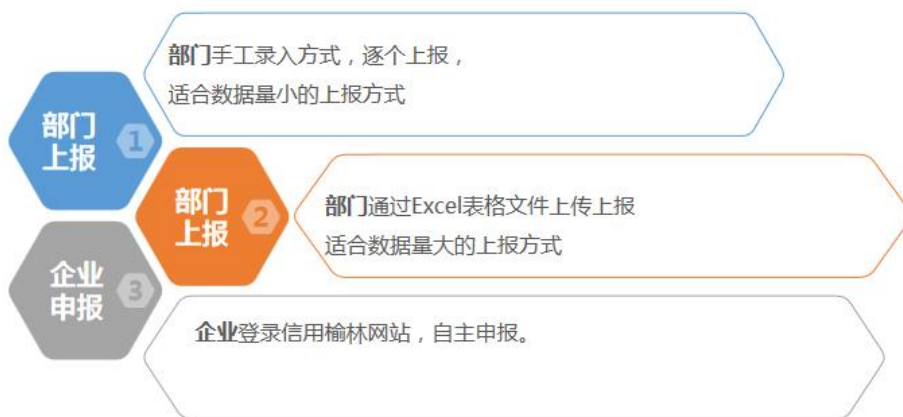 部门手工录入方式，逐个上报，
适合数据量小的上报方式
部门
上报
1
部门
上报
2
部门通过Excel表格文件上传上报
适合数据量大的上报方式
企业
申报
3
企业登录信用榆林网站，自主申报。